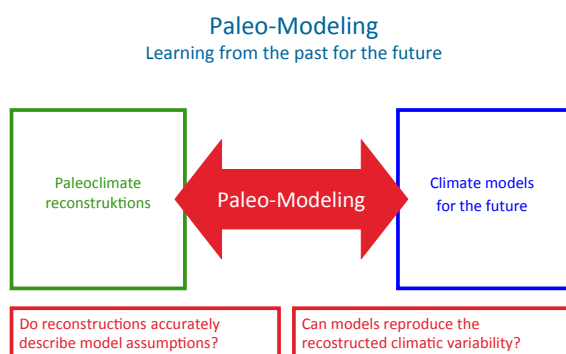 Paleo-Modeling
Learning from the past for the future
Paleoclimate
reconstruktions
Paleo-Modeling
Climate models
for the future
Do reconstructions accurately
describe model assumptions?
Can models reproduce the
recostructed climatic variability?